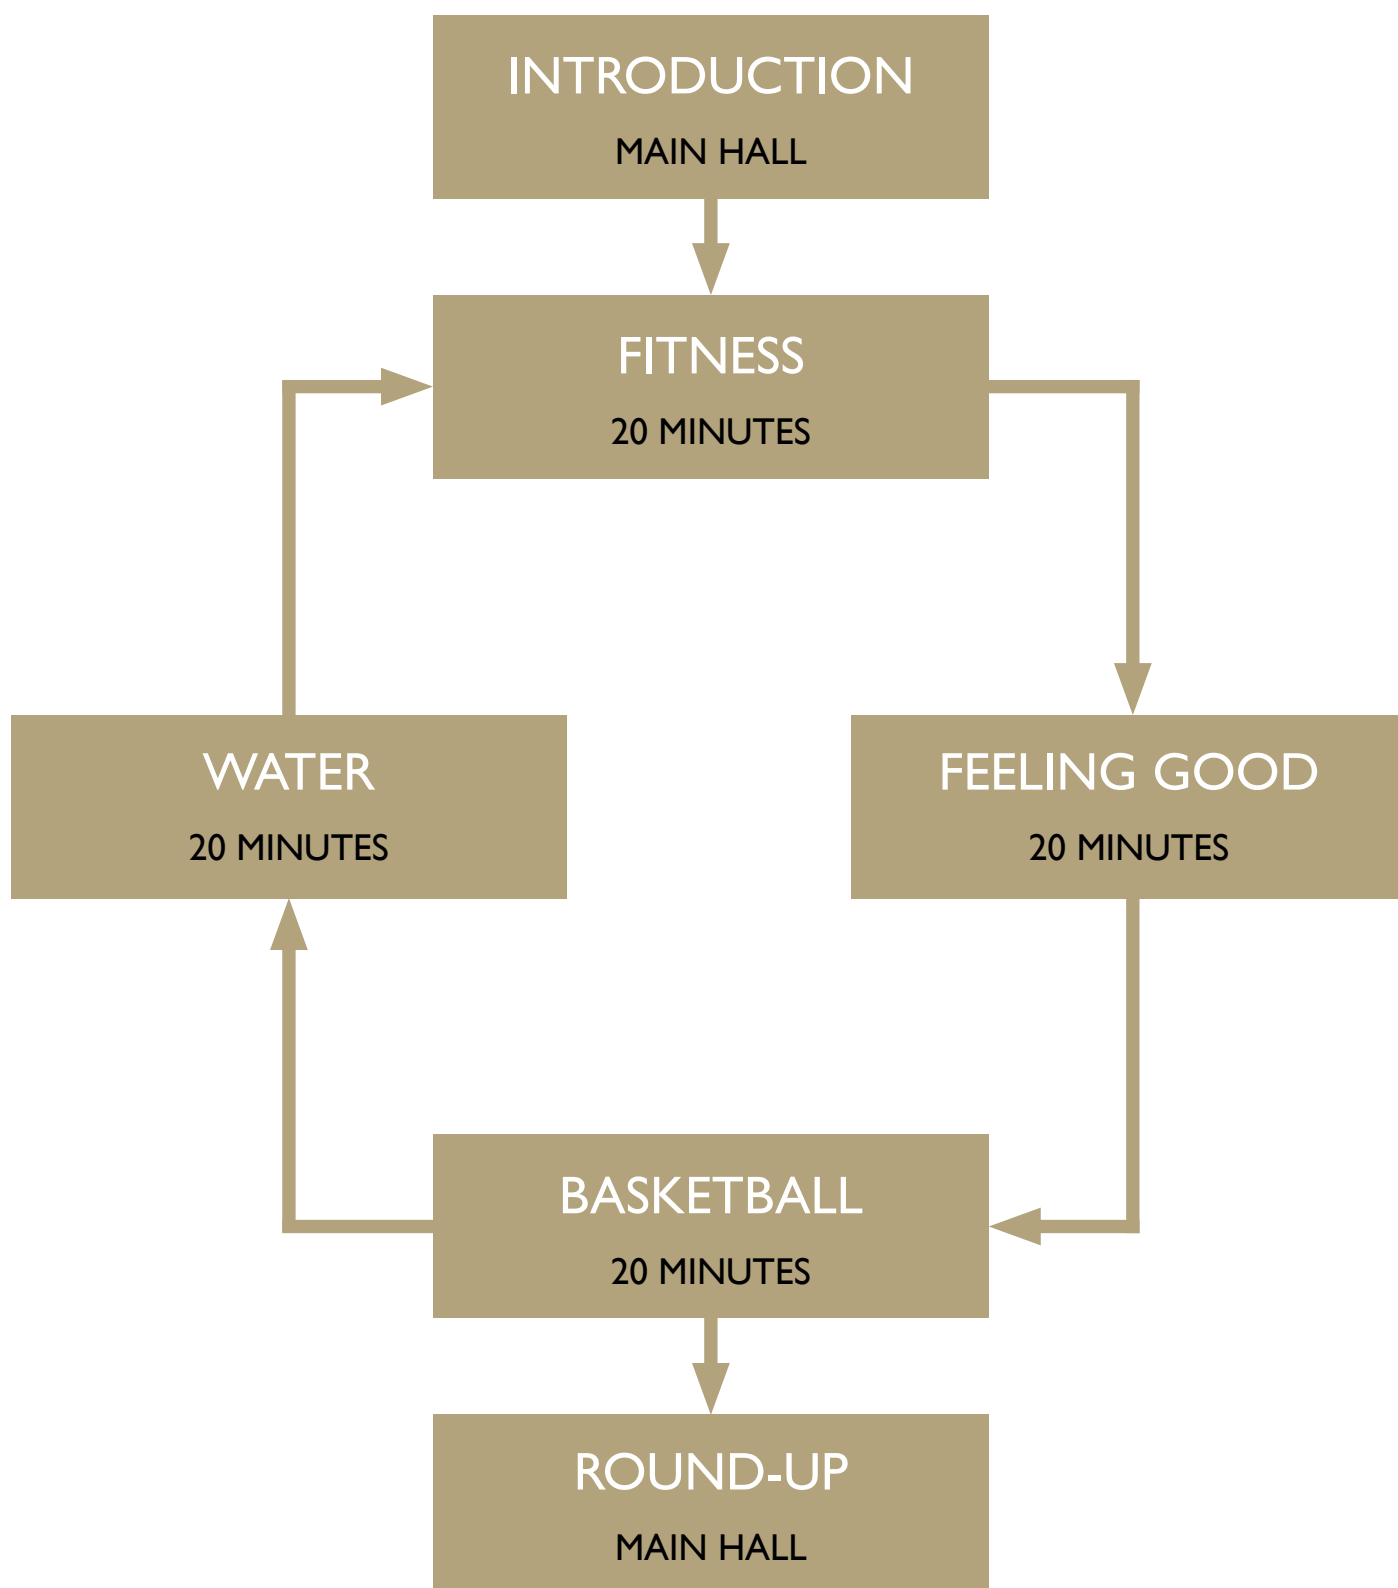 INTRODUCTION
MAIN HALL
FITNESS
20 MINUTES
WATER
20 MINUTES
FEELING GOOD
20 MINUTES
BASKETBALL
20 MINUTES
ROUND-UP
MAIN HALL